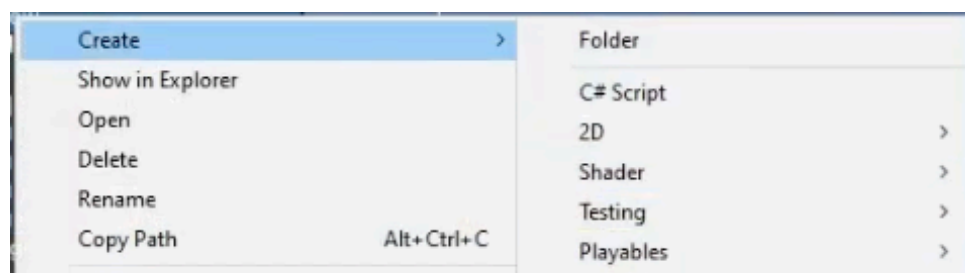 Create >
Show in Explorer
Open
Delete
Rename
Copy Path Alt+Ctrl+C
Folder
C# Script
2D >
Shader >
Testing >
Playables >